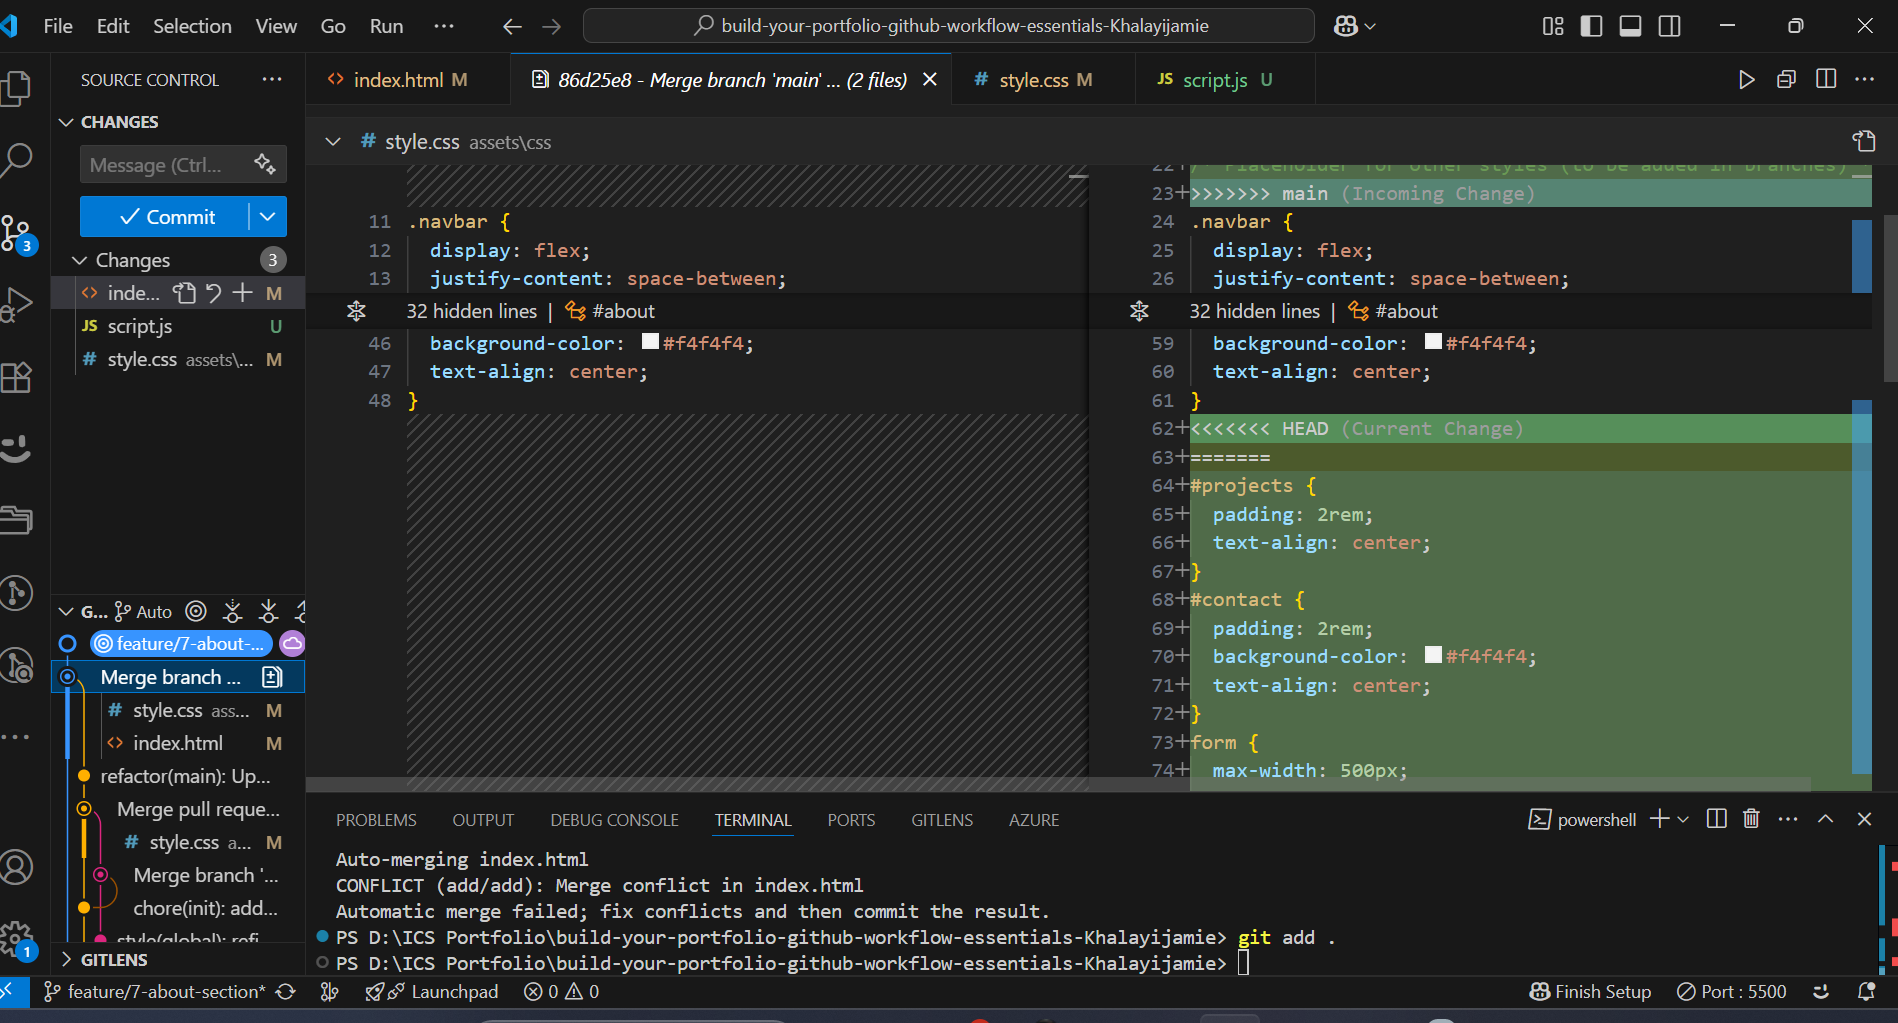 File Edit Selection View Go Run ··· build-your-portfolio-github-workflow-essentials-Khalayijamie
SOURCE CONTROL ···
<> index.html M
86d25e8 - Merge branch 'main' ... (2 files)
# style.css M
JS script.js U
CHANGES
Message (Ctrl...
Commit
Changes 3
<> inde... M
JS script.js U
# style.css assets\... M
3
G... Auto
feature/7-about-...
Merge branch ...
# style.css ass... M
<> index.html M
refactor(main): Up...
Merge pull reque...
# style.css a... M
Merge branch '...
chore(init): add...
style(global): refi
GITLENS
1
# style.css assets\css
11 .navbar {
12 display: flex;
13 justify-content: space-between;
32 hidden lines | #about
46 background-color: #f4f4f4;
47 text-align: center;
48 }
22+/* Placeholder for other styles (to be added in branches)
23+>>>>>>> main (Incoming Change)
24 .navbar {
25 display: flex;
26 justify-content: space-between;
32 hidden lines | #about
59 background-color: #f4f4f4;
60 text-align: center;
61 }
62+<<<<<<< HEAD (Current Change)
63+=======
64+#projects {
65+ padding: 2rem;
66+ text-align: center;
67+}
68+#contact {
69+ padding: 2rem;
70+ background-color: #f4f4f4;
71+ text-align: center;
72+}
73+form {
74+ max-width: 500px;
PROBLEMS OUTPUT DEBUG CONSOLE TERMINAL PORTS GITLENS AZURE powershell
Auto-merging index.html
CONFLICT (add/add): Merge conflict in index.html
Automatic merge failed; fix conflicts and then commit the result.
PS D:\ICS Portfolio\build-your-portfolio-github-workflow-essentials-Khalayijamie> git add .
PS D:\ICS Portfolio\build-your-portfolio-github-workflow-essentials-Khalayijamie>
feature/7-about-section* Launchpad 0 0 Finish Setup Port : 5500